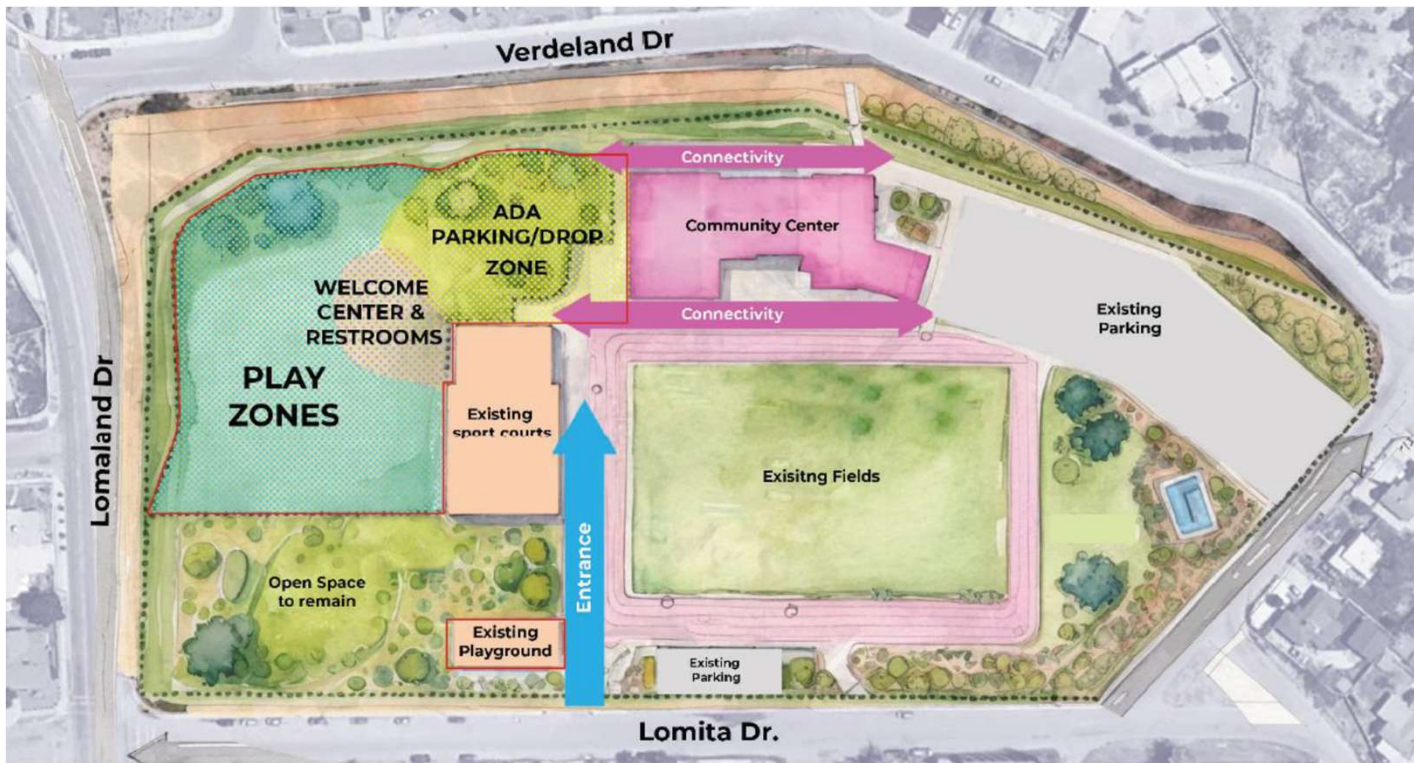 Verdeland Dr
Connectivity
ADA
PARKING/DROP
ZONE
Community Center
WELCOME
CENTER &
RESTROOMS
Connectivity
Existing
Parking
PLAY
ZONES
Lomaland Dr
Existing
sport courts
Exisitng Fields
Entrance
Open Space
to remain
Existing
Playground
Existing
Parking
Lomita Dr.